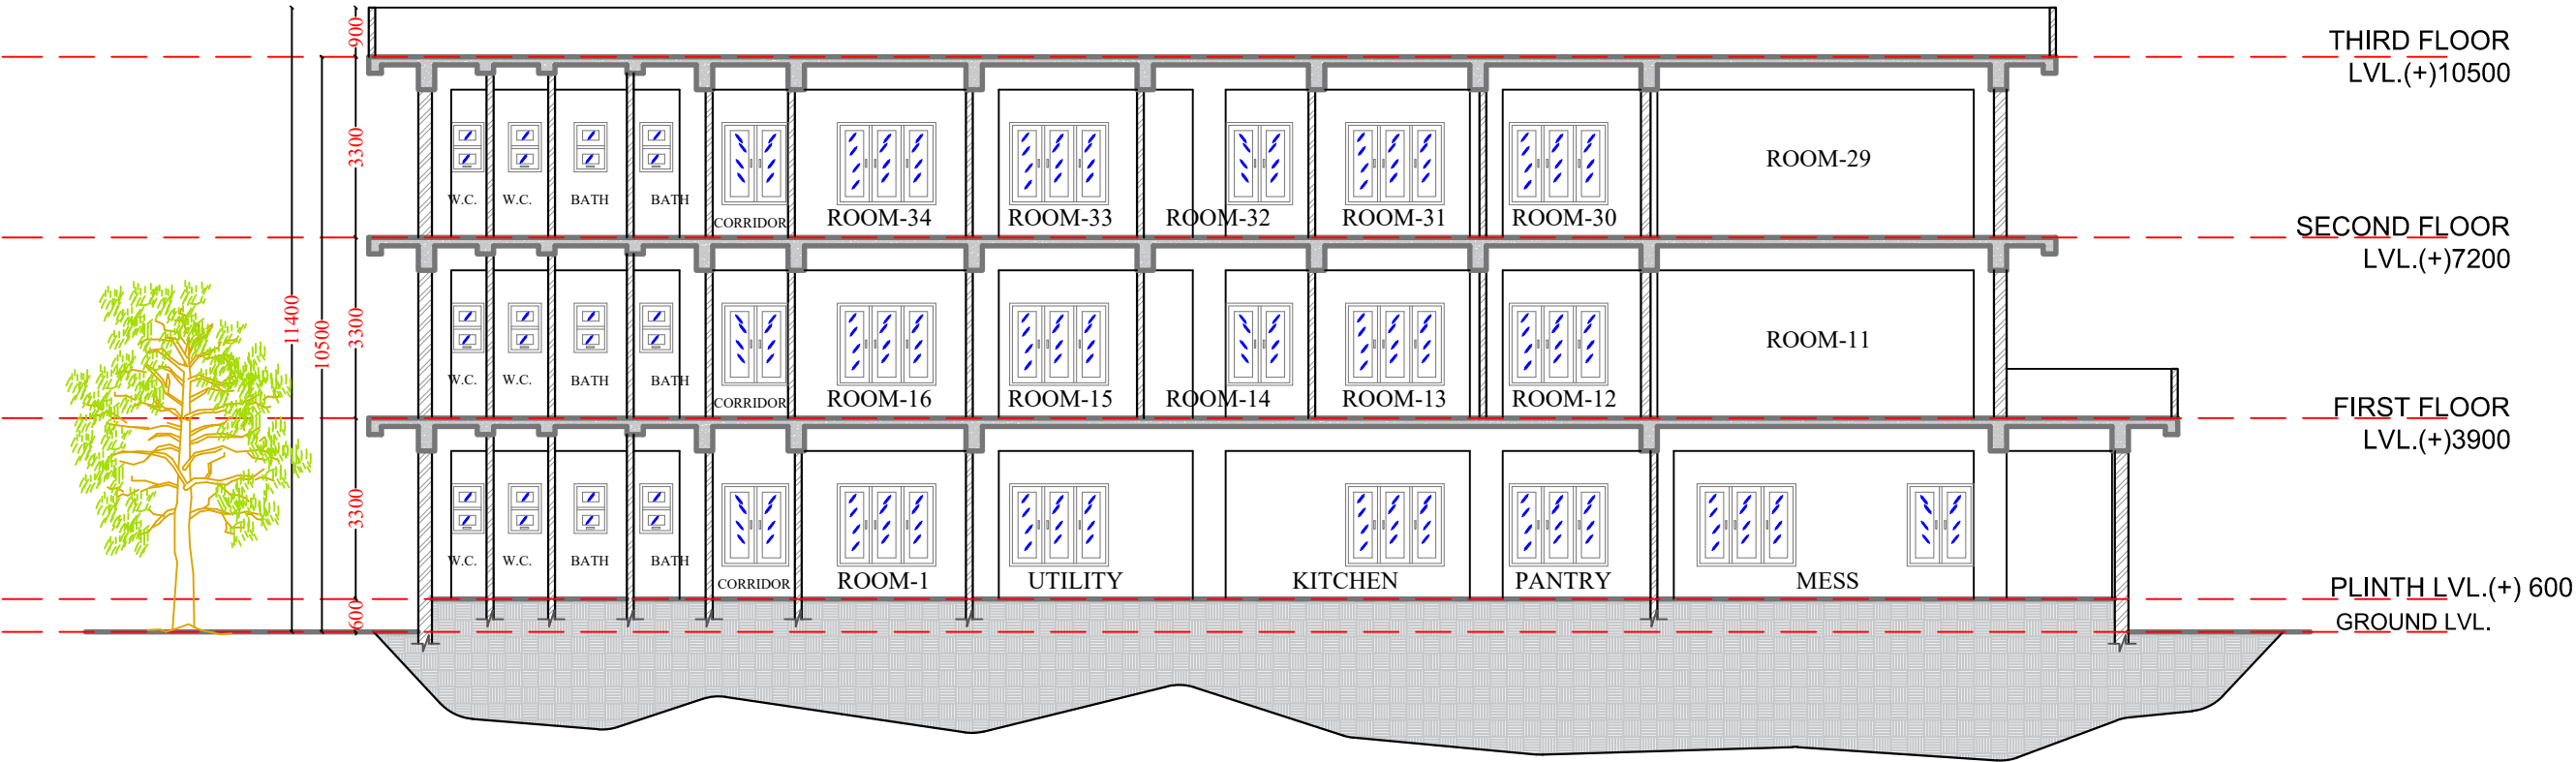 900
THIRD FLOOR
LVL.(+)10500
3300
ROOM-29
W.C.
W.C.
BATH
BATH
CORRIDOR
ROOM-34
ROOM-33
ROOM-32
ROOM-31
ROOM-30
SECOND FLOOR
LVL.(+)7200
11400
10500
3300
ROOM-11
W.C.
W.C.
BATH
BATH
CORRIDOR
ROOM-16
ROOM-15
ROOM-14
ROOM-13
ROOM-12
FIRST FLOOR
LVL.(+)3900
3300
W.C.
W.C.
BATH
BATH
CORRIDOR
ROOM-1
UTILITY
KITCHEN
PANTRY
MESS
PLINTH LVL.(+) 600
600
GROUND LVL.